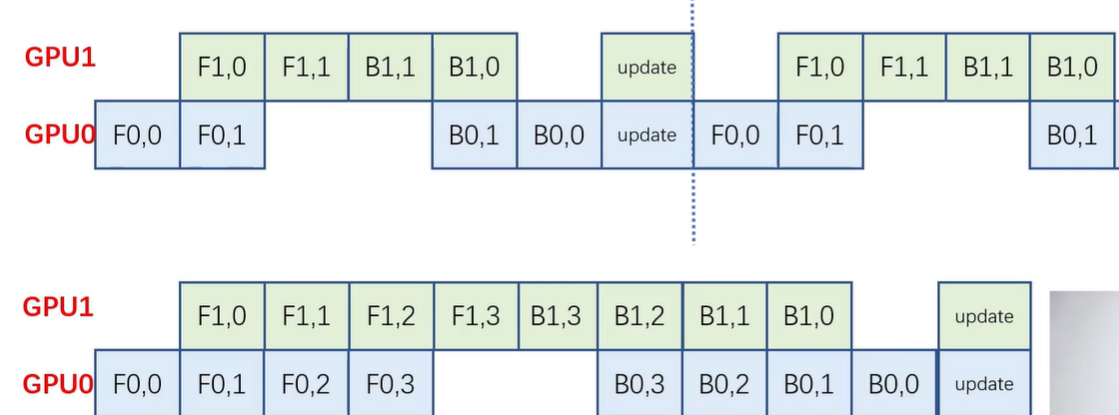 GPU1 F1,0 F1,1 B1,1 B1,0 update F1,0 F1,1 B1,1 B1,0
GPU0 F0,0 F0,1 B0,1 B0,0 update F0,0 F0,1 B0,1
GPU1 F1,0 F1,1 F1,2 F1,3 B1,3 B1,2 B1,1 B1,0 update
GPU0 F0,0 F0,1 F0,2 F0,3 B0,3 B0,2 B0,1 B0,0 update